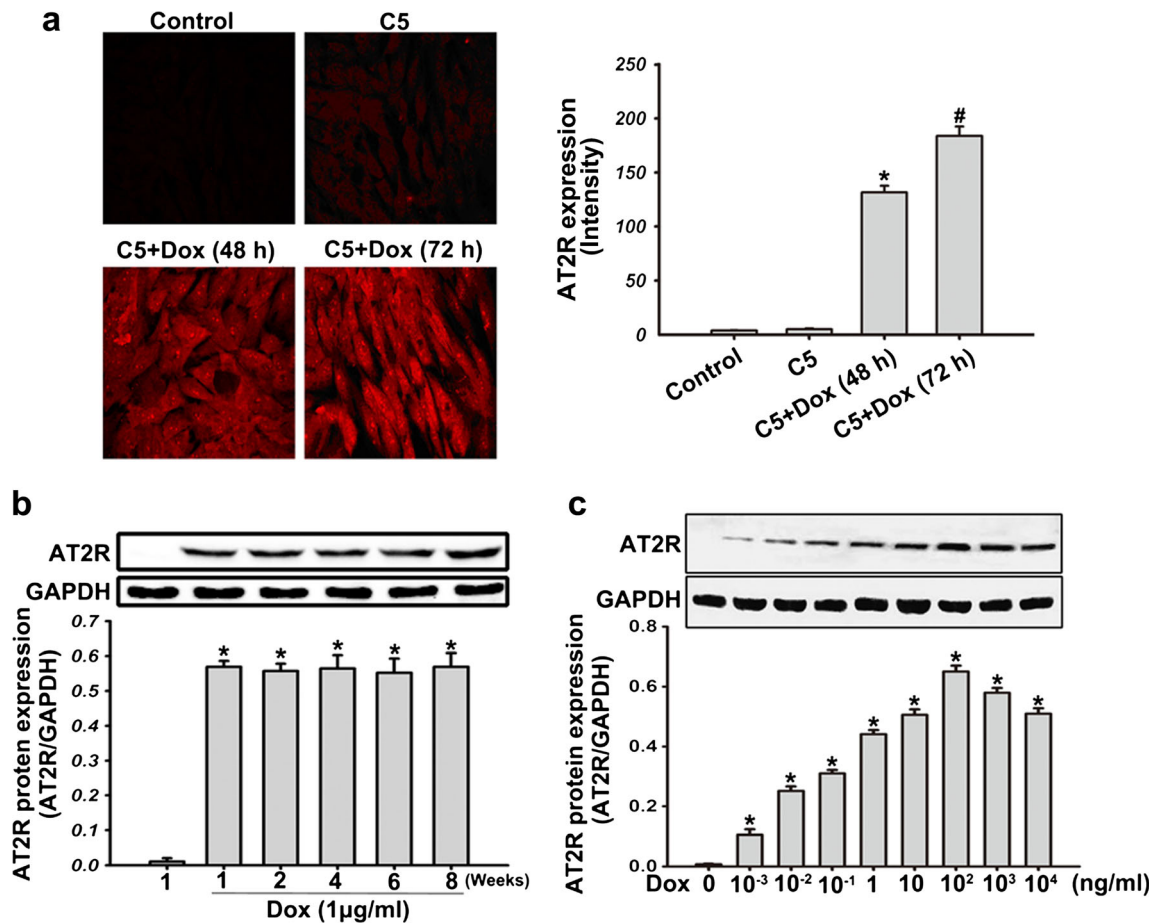 a
Control
C5
C5+Dox (48 h)
C5+Dox (72 h)
AT2R expression
(Intensity)
250
200
150
100
50
0
*
#
Control
C5
C5+Dox (48 h)
C5+Dox (72 h)
b
AT2R
GAPDH
AT2R proten expression
(AT2R/GAPDH)
0.7
0.6
0.5
0.4
0.3
0.2
0.1
0.0
* * * * *
1 1 2 4 6 8 (Weeks)
Dox (1µg/ml)
c
AT2R
GAPDH
AT2R protein expression
(AT2R/GAPDH)
0.8
0.6
0.4
0.2
0.0
* * * * * * * *
Dox 0 10⁻³ 10⁻² 10⁻¹ 1 10 10² 10³ 10⁴ (ng/ml)